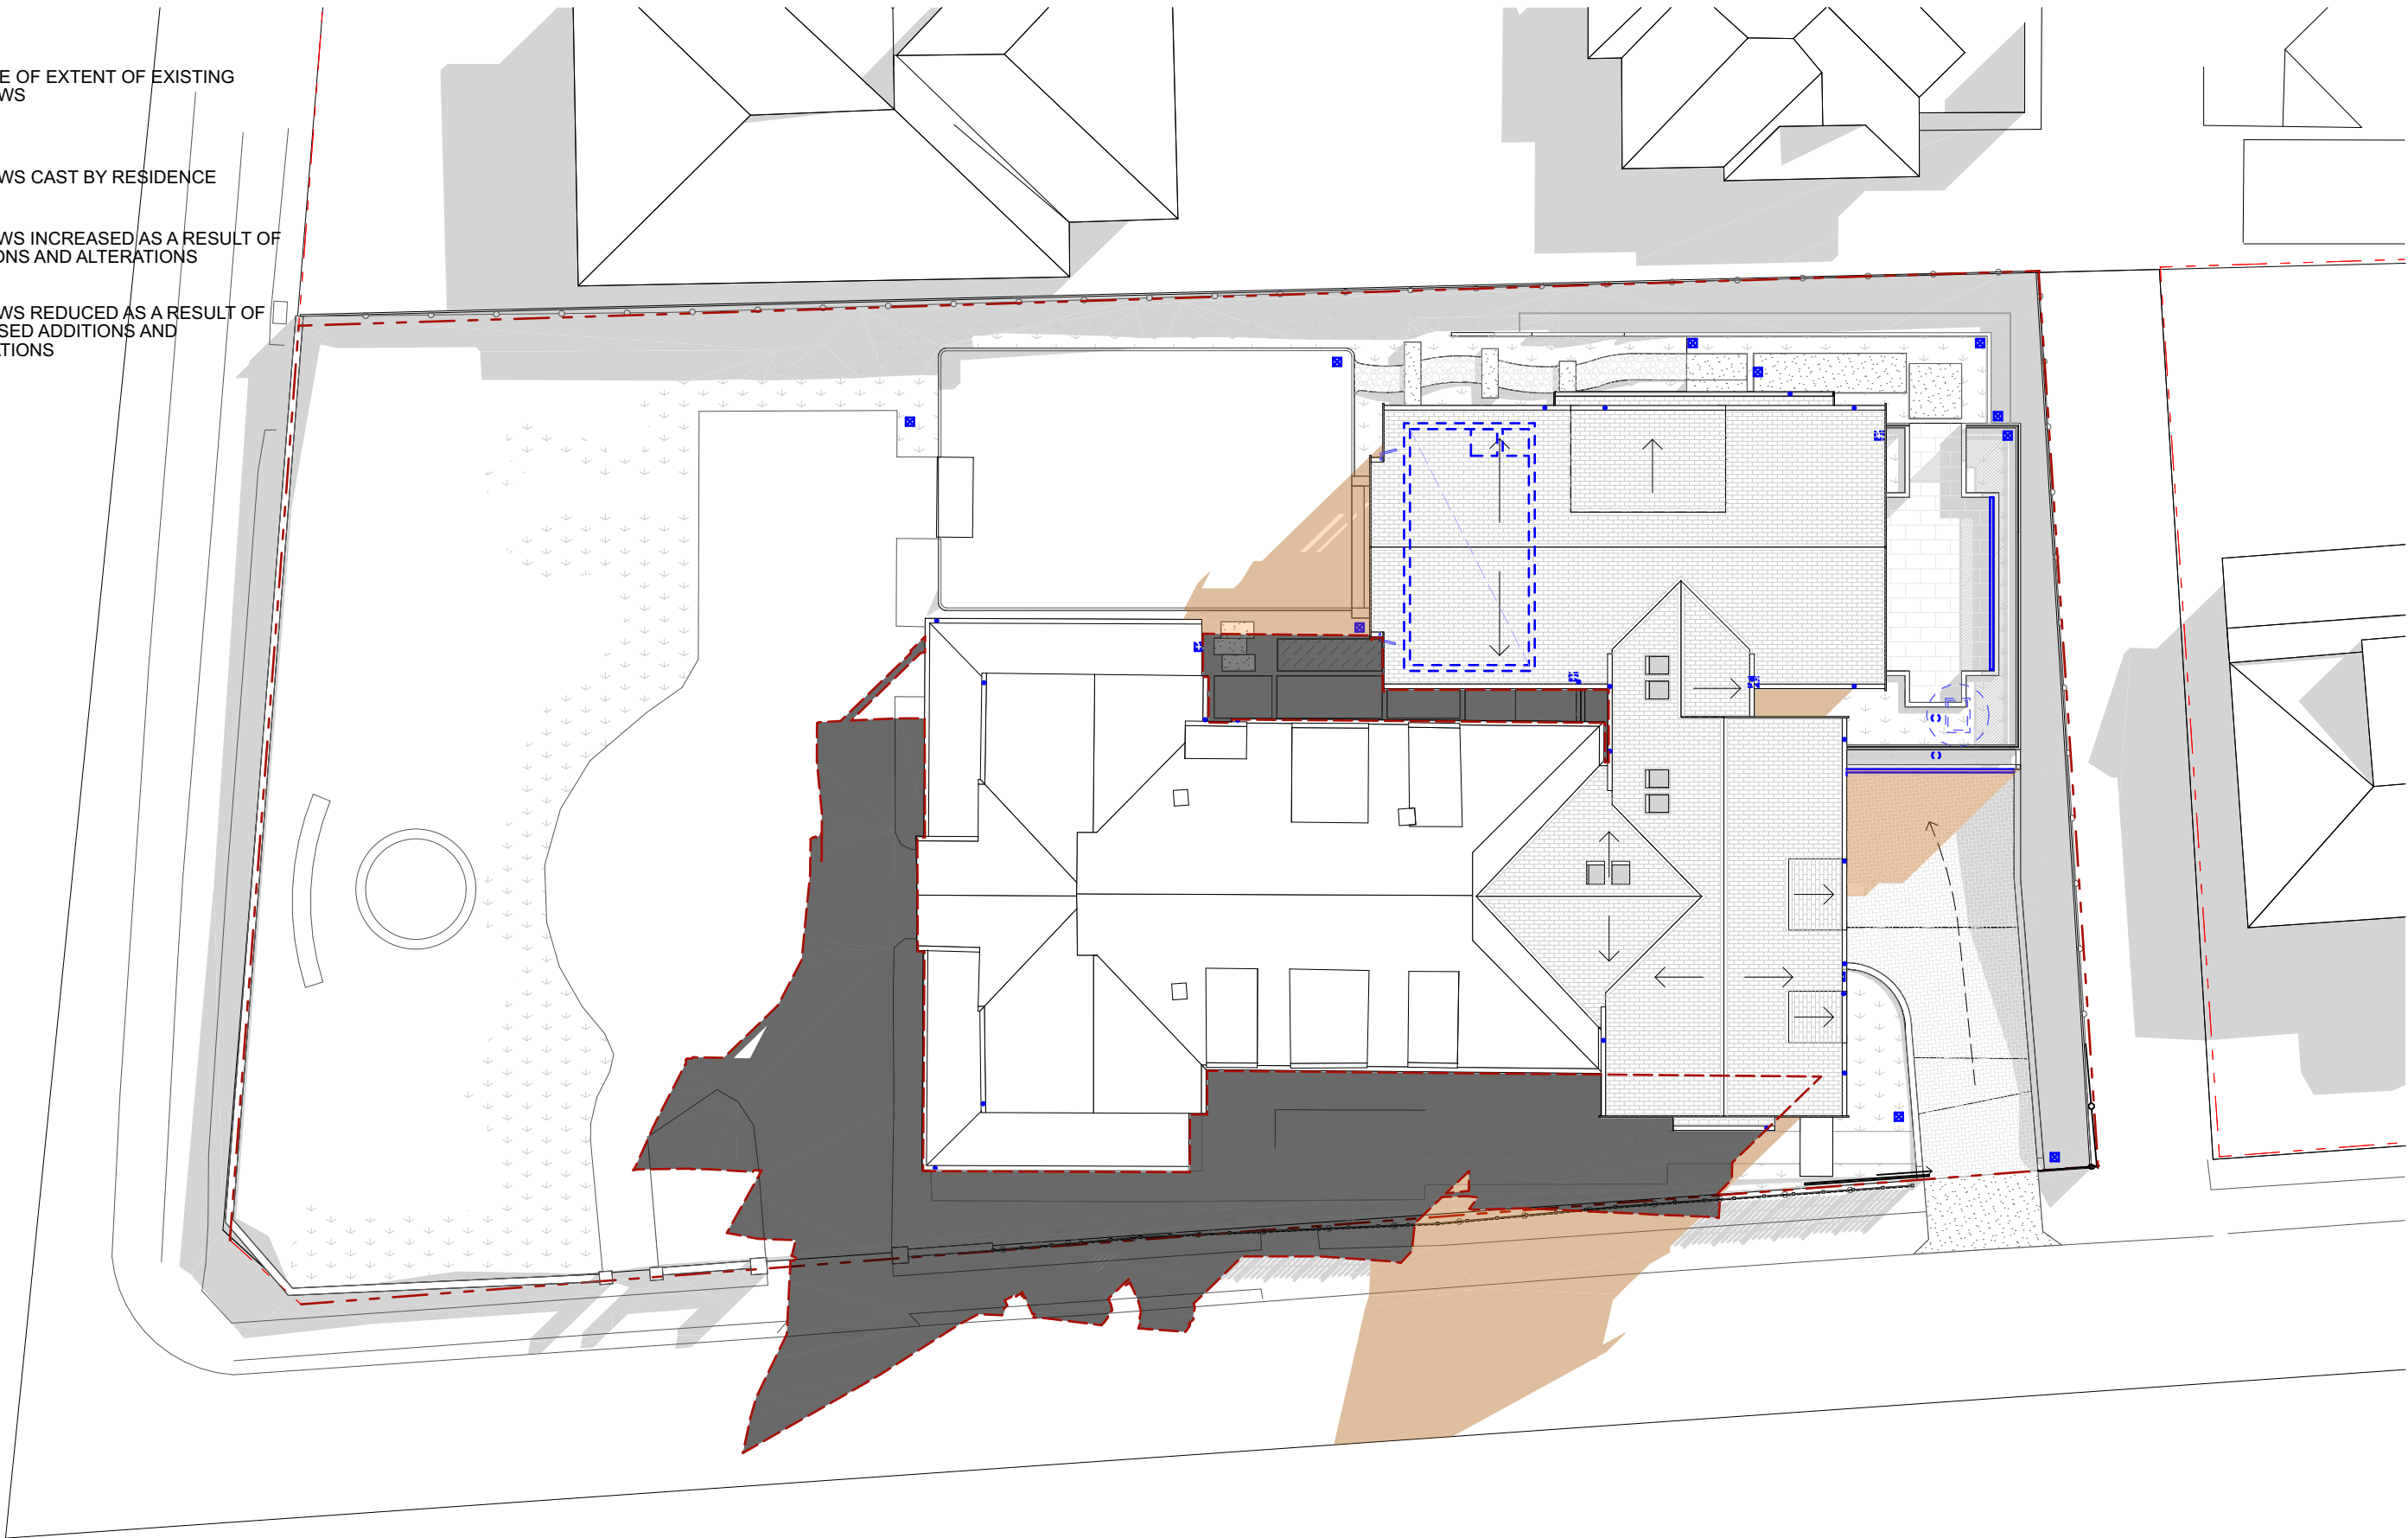 E OF EXTENT OF EXISTING
WS
WS CAST BY RESIDENCE
WS INCREASED AS A RESULT OF
ONS AND ALTERATIONS
WS REDUCED AS A RESULT OF
SED ADDITIONS AND
ATIONS